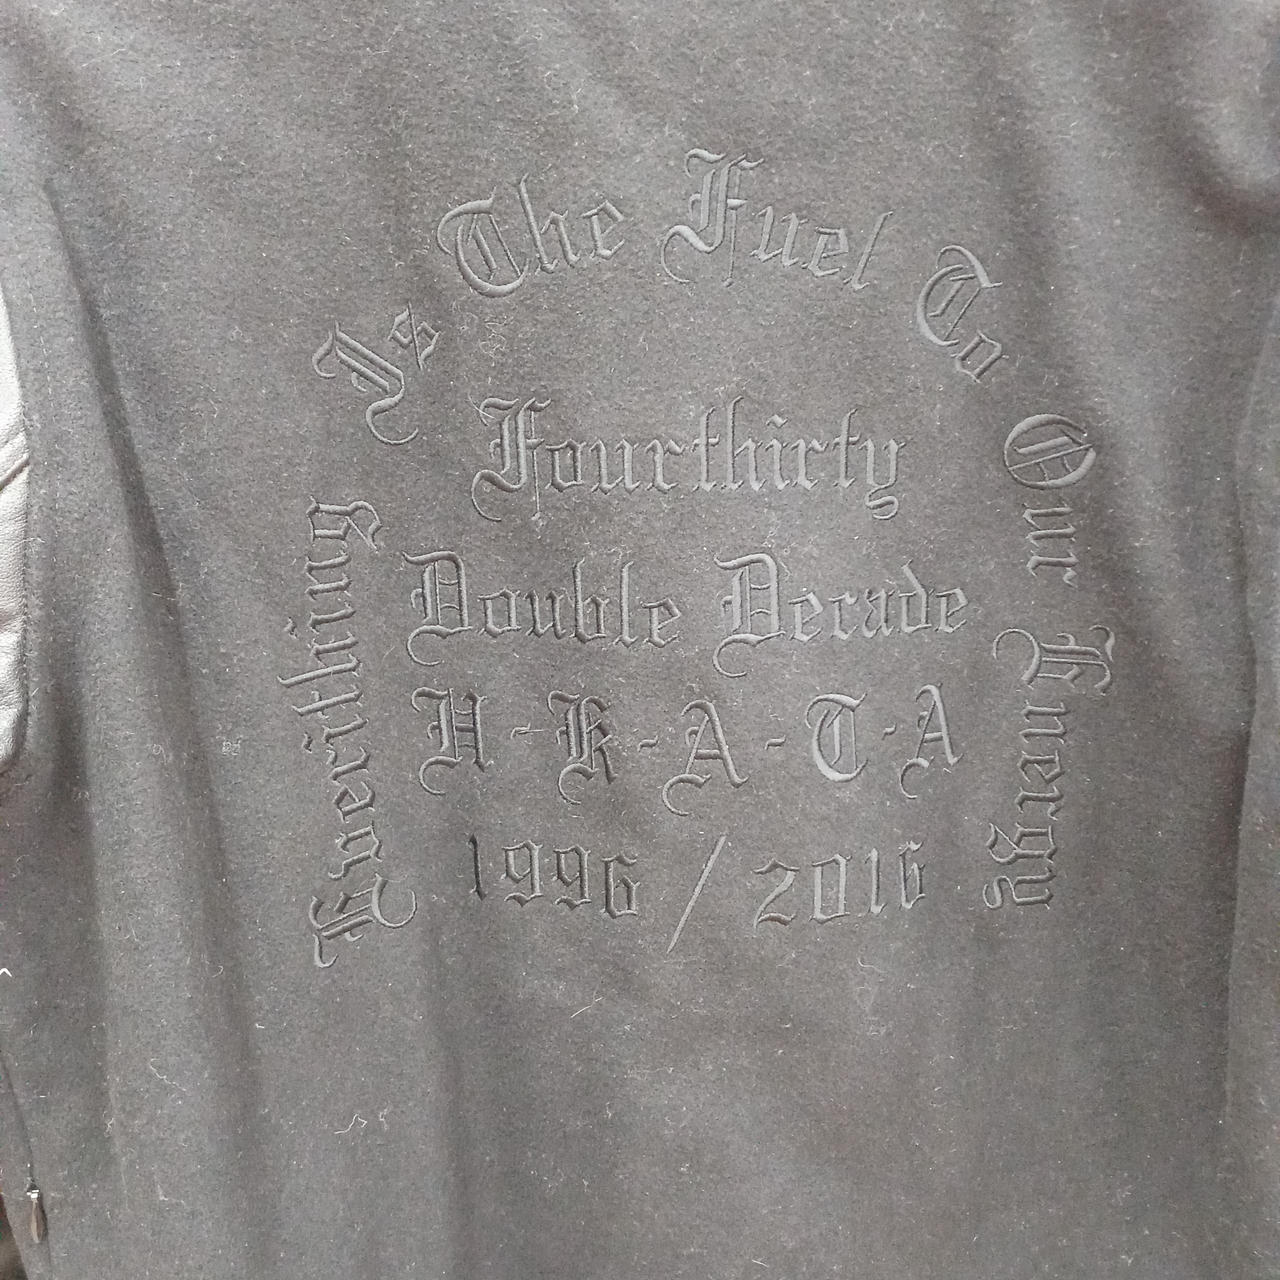 Everything Is The Fuel To Our Energy
Fourthirty
Double Decade
H-K-A-T-A
1996 / 2016